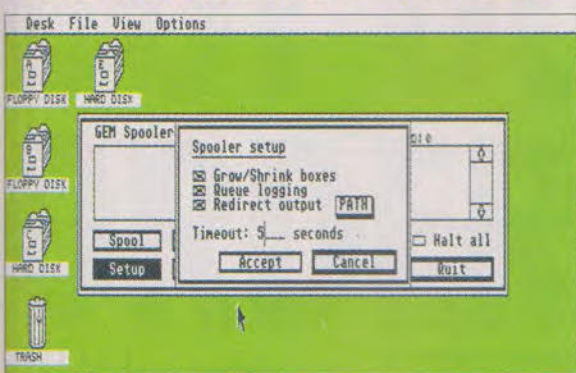 Desk File View Options
FLOPPY DISK
HARD DISK
FLOPPY DISK
HARD DISK
TRASH
GEM Spooler
Spooler setup
Grow/Shrink boxes
Queue logging
Redirect output PATH
Timeout: 5___ seconds
Accept Cancel
Spool
Setup
Halt all
Quit